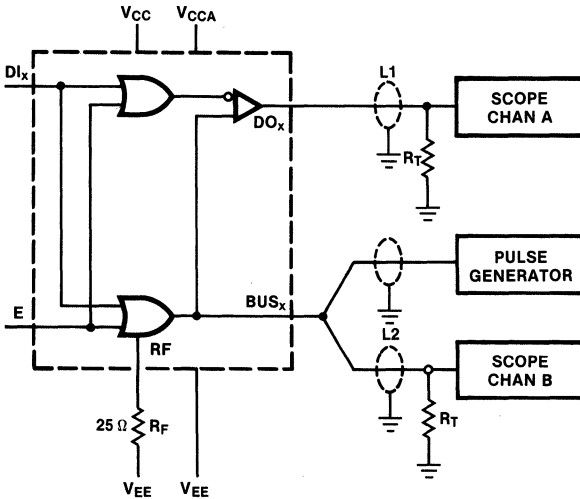 VCC
VCCA
DIx
DOx
L1
SCOPE
CHAN A
RT
PULSE
GENERATOR
E
BUSx
RF
L2
SCOPE
CHAN B
25 Ω
RF
RT
VEE
VEE